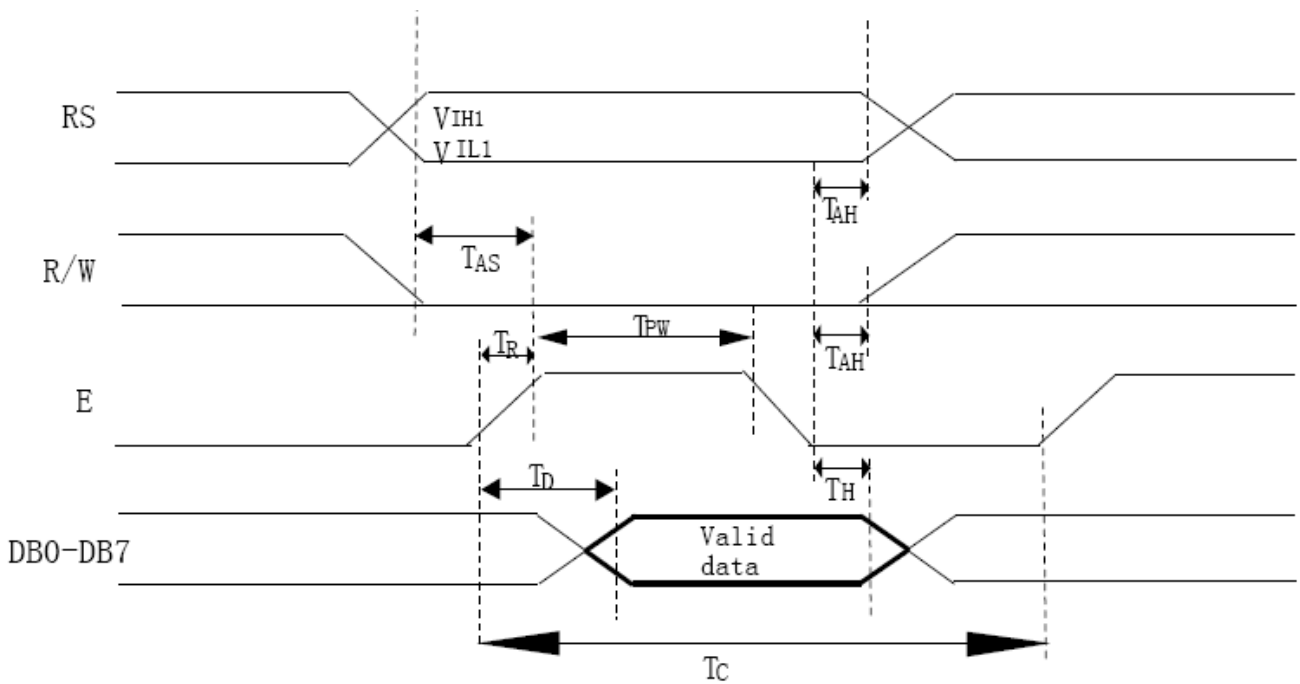 RS
VIH1
VIL1
TAH
R/W
TAS
TPW
TR
TAH
E
TD
TH
DB0-DB7
Valid
data
TC